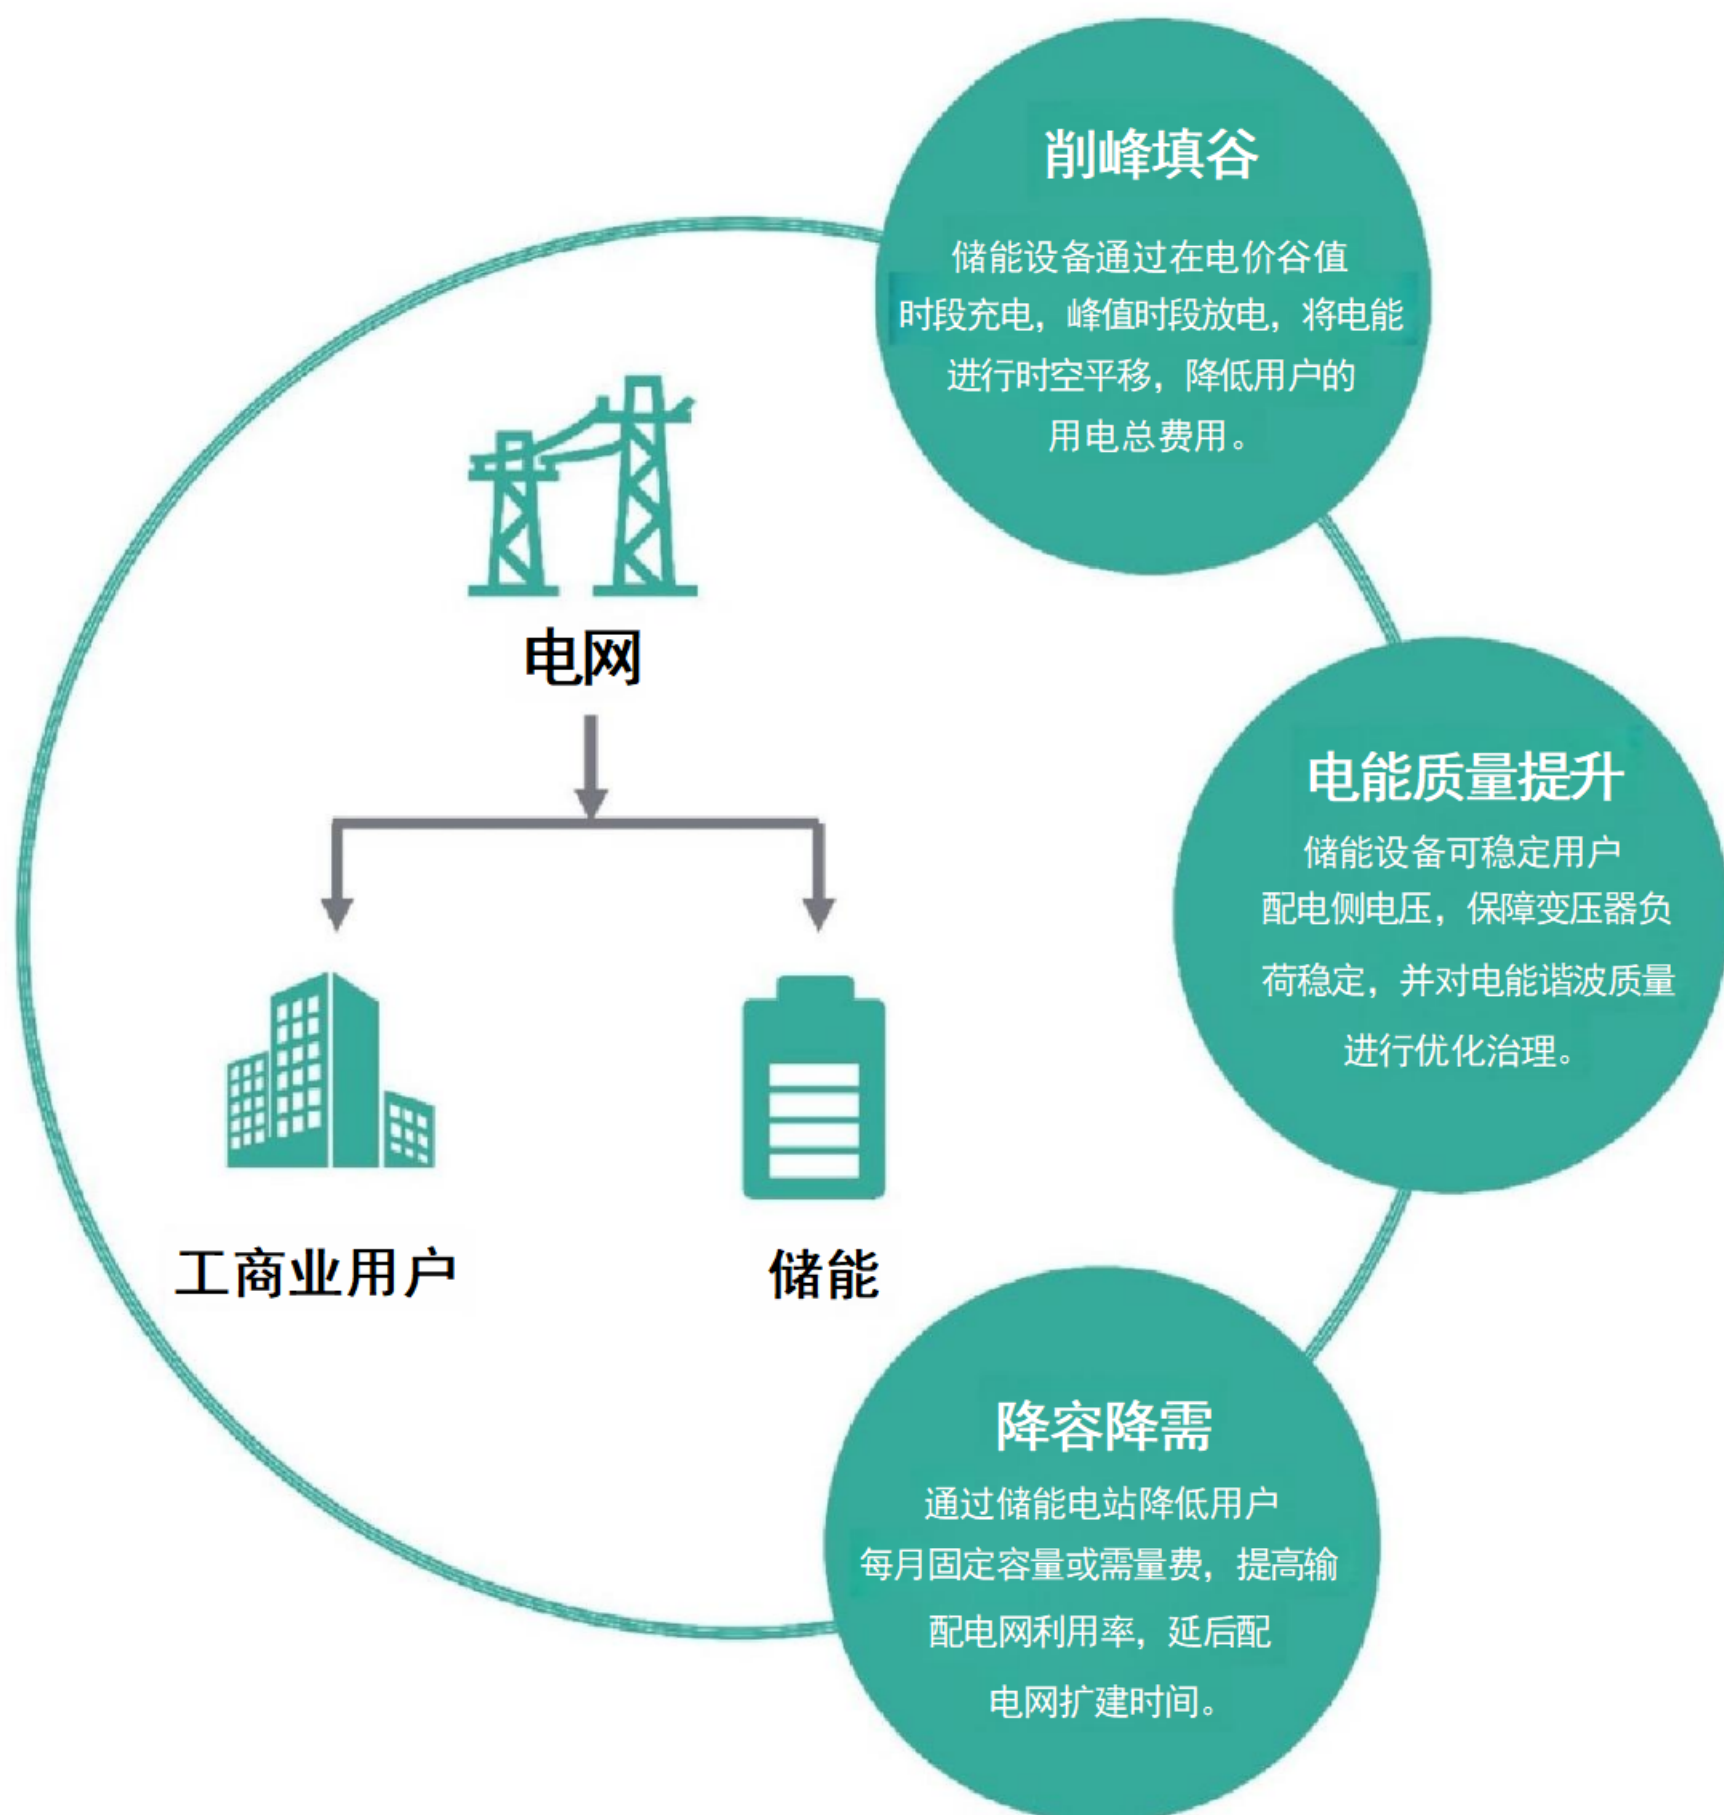 削峰填谷
储能设备通过在电价谷值
时段充电，峰值时段放电，将电能
进行时空平移，降低用户的
用电总费用。
电网
电能质量提升
储能设备可稳定用户
配电侧电压，保障变压器负
荷稳定，并对电能谐波质量
进行优化治理。
工商业用户
储能
降容降需
通过储能电站降低用户
每月固定容量或需量费，提高输
配电网利用率，延后配
电网扩建时间。